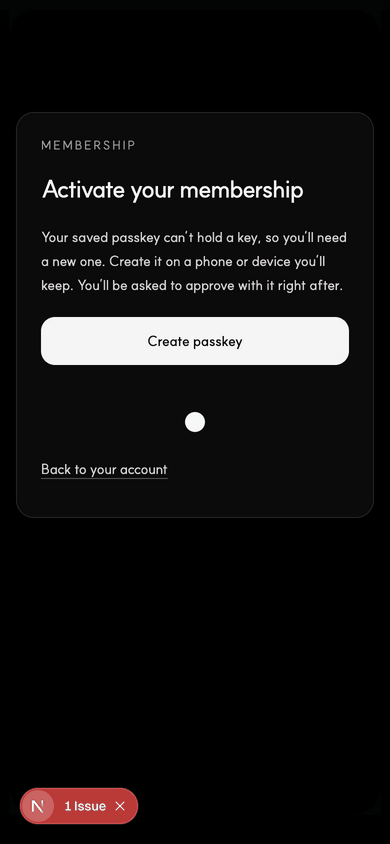 MEMBERSHIP
Activate your membership
Your saved passkey can't hold a key, so you'll need
a new one. Create it on a phone or device you'll
keep. You'll be asked to approve with it right after.
Create passkey
Back to your account
N 1 Issue